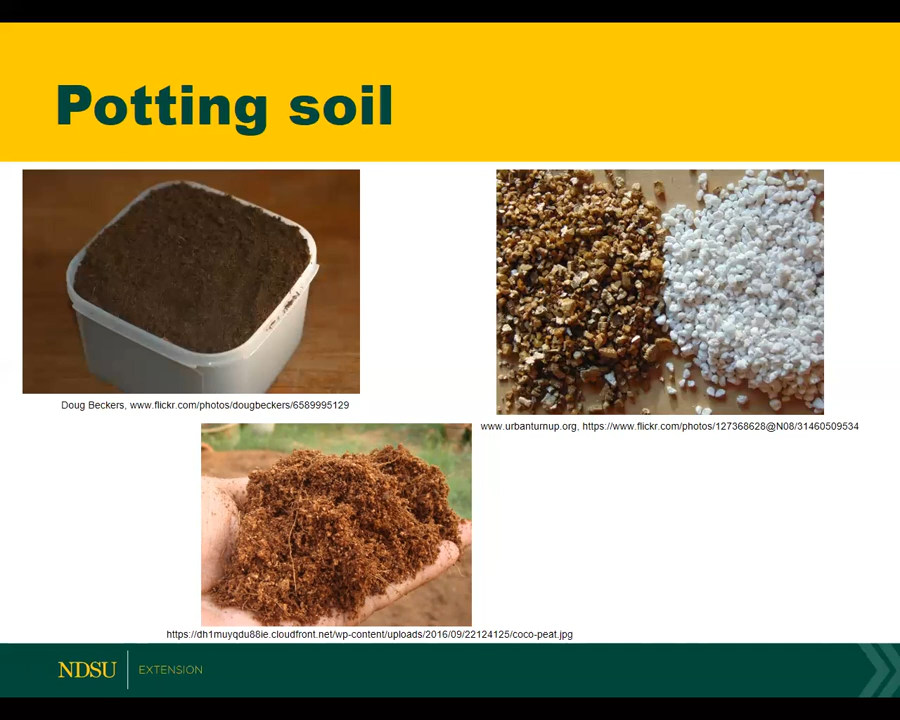 Potting soil
Doug Beckers, www.flickr.com/photos/dougbeckers/6589995129
www.urbanturnup.org, https://www.flickr.com/photos/127368628@N08/31460509534
https://dh1muyqdu88ie.cloudfront.net/wp-content/uploads/2016/09/22124125/coco-peat.jpg
NDSU EXTENSION